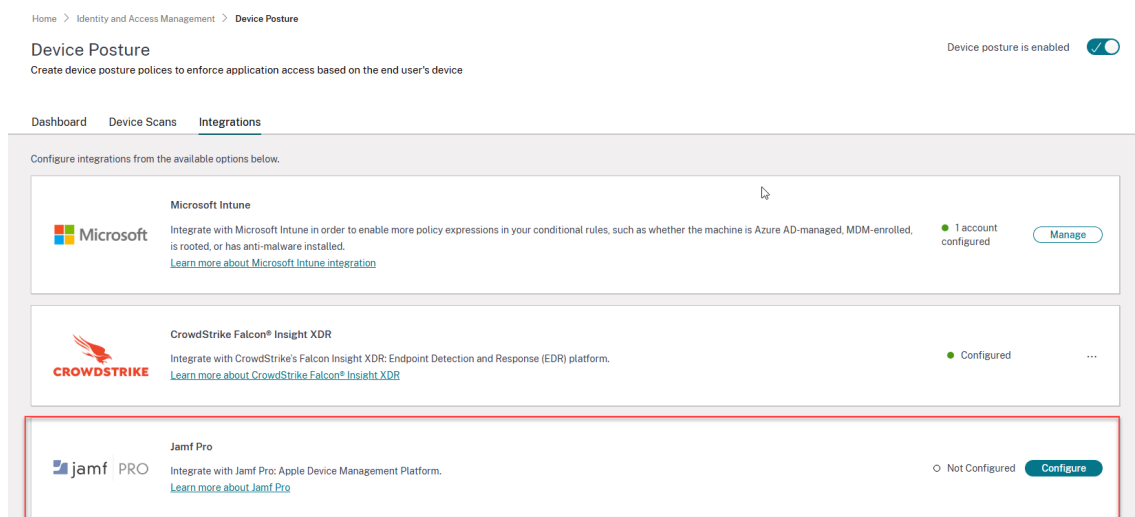 Home > Identity and Access Management > Device Posture
Device Posture
Device posture is enabled
Create device posture polices to enforce application access based on the end user's device
Dashboard Device Scans Integrations
Configure integrations from the available options below.
Microsoft
Microsoft Intune
Integrate with Microsoft Intune in order to enable more policy expressions in your conditional rules, such as whether the machine is Azure AD-managed, MDM-enrolled,
is rooted, or has anti-malware installed.
Learn more about Microsoft Intune integration
1 account
configured
Manage
CROWDSTRIKE
CrowdStrike Falcon® Insight XDR
Integrate with CrowdStrike's Falcon Insight XDR: Endpoint Detection and Response (EDR) platform.
Learn more about CrowdStrike Falcon® Insight XDR
Configured
...
jamf PRO
Jamf Pro
Integrate with Jamf Pro: Apple Device Management Platform.
Learn more about Jamf Pro
Not Configured
Configure